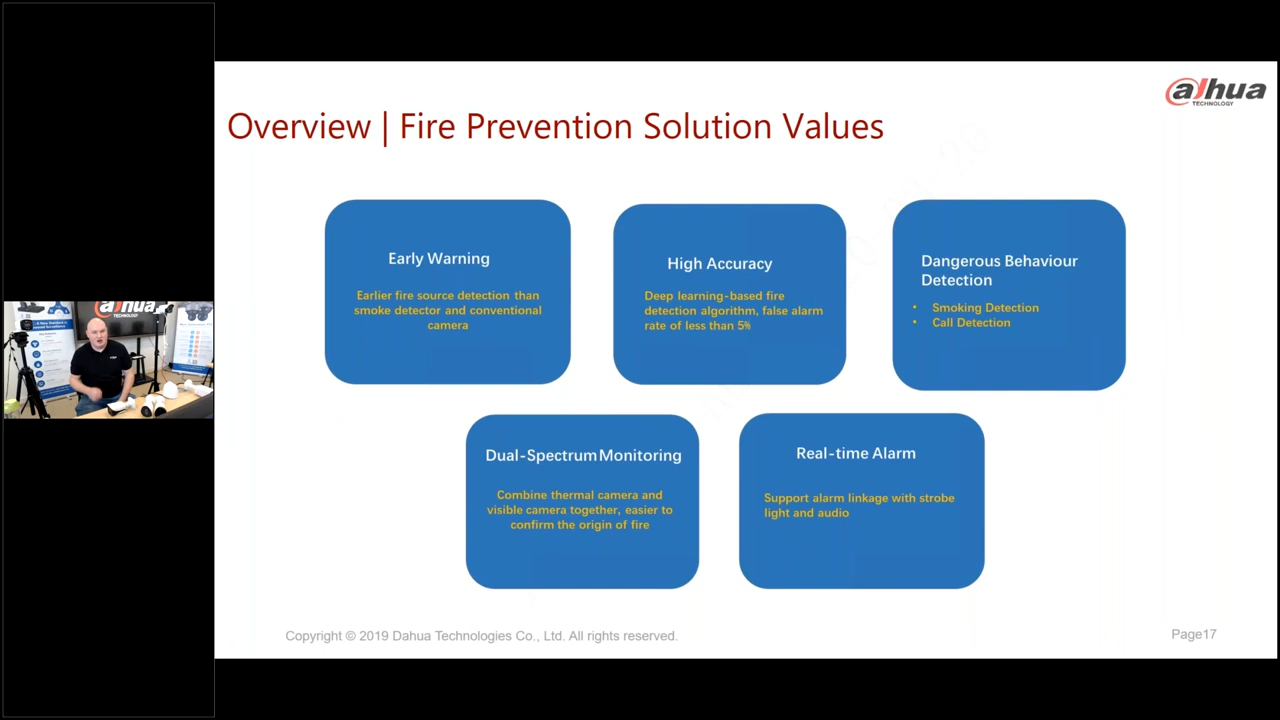 alhua
TECHNOLOGY
Overview | Fire Prevention Solution Values
Early Warning
Earlier fire source detection than
smoke detector and conventional
camera
High Accuracy
Deep learning-based fire
detection algorithm, false alarm
rate of less than 5%
Dangerous Behaviour
Detection
• Smoking Detection
• Call Detection
Dual-Spectrum Monitoring
Combine thermal camera and
visible camera together, easier to
confirm the origin of fire
Real-time Alarm
Support alarm linkage with strobe
light and audio
alhua
TECHNOLOGY
Copyright © 2019 Dahua Technologies Co., Ltd. All rights reserved.
Page17